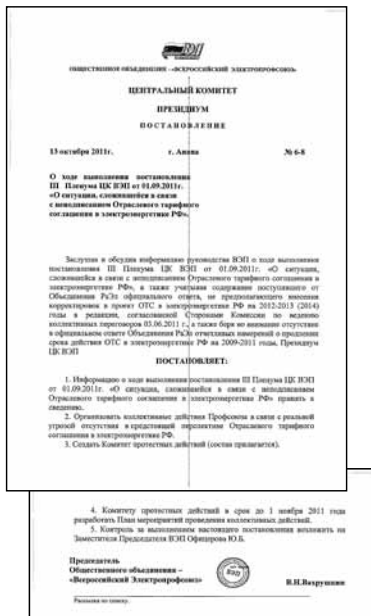 ОБЩЕСТВЕННОЕ ОБЪЕДИНЕНИЕ – «ВСЕРОССИЙСКИЙ ЭЛЕКТРОПРОФСОЮЗ»
ЦЕНТРАЛЬНЫЙ КОМИТЕТ
ПРЕЗИДИУМ
ПОСТАНОВЛЕНИЕ
13 октября 2011г. г. Анапа № 6-8
О ходе выполнения постановления
III Пленума ЦК ВЭП от 01.09.2011г.
«О ситуации, сложившейся в связи
с неподписанием Отраслевого тарифного
соглашения в электроэнергетике РФ».
Заслушав и обсудив информацию руководства ВЭП о ходе выполнения
постановления III Пленума ЦК ВЭП от 01.09.2011г. «О ситуации,
сложившейся в связи с неподписанием Отраслевого тарифного соглашения в
электроэнергетике РФ», а также учитывая содержание поступившего от
Объединения РаЭл официального ответа, не предполагающего внесения
корректировок в проект ОТС в электроэнергетике РФ на 2012-2013 (2014)
годы в редакции, согласованной Сторонами Комиссии по ведению
коллективных переговоров 03.06.2011 г., а также беря во внимание отсутствие
в официальном ответе Объединения РаЭл отчетливых намерений о продлении
срока действия ОТС в электроэнергетике РФ на 2009-2011 годы, Президиум
ЦК ВЭП
ПОСТАНОВЛЯЕТ:
1. Информацию о ходе выполнения постановления III Пленума ЦК ВЭП
от 01.09.2011г. «О ситуации, сложившейся в связи с неподписанием
Отраслевого тарифного соглашения в электроэнергетике РФ» принять к
сведению.
2. Организовать коллективные действия Профсоюза в связи с реальной
угрозой отсутствия в предстоящей перспективе Отраслевого тарифного
соглашения в электроэнергетике РФ.
3. Создать Комитет протестных действий (состав прилагается).
4. Комитету протестных действий в срок до 1 ноября 2011 года
разработать План мероприятий проведения коллективных действий.
5. Контроль за выполнением настоящего постановления возложить на
Заместителя Председателя ВЭП Офицерова Ю.Б.
Председатель
Общественного объединения –
«Всероссийский Электропрофсоюз» В.Н.Вахрушкин
ВЭП
Рассылка по списку.